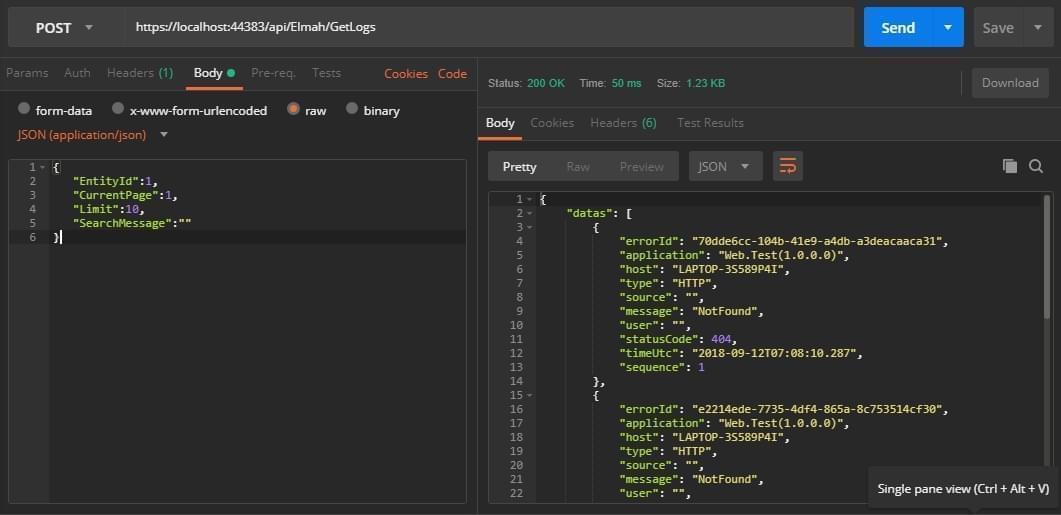 POST https://localhost:44383/api/Elmah/GetLogs Send Save
Params Auth Headers (1) Body Pre-req. Tests Cookies Code
form-data x-www-form-urlencoded raw binary
JSON (application/json)
1 {
2 "EntityId":1,
3 "CurrentPage":1,
4 "Limit":10,
5 "SearchMessage":""
6 }
Status: 200 OK Time: 50 ms Size: 1.23 KB Download
Body Cookies Headers (6) Test Results
Pretty Raw Preview JSON
1 {
2 "datas": [
3 {
4 "errorId": "70dde6cc-104b-41e9-a4db-a3deacaaca31",
5 "application": "Web.Test(1.0.0.0)",
6 "host": "LAPTOP-3S589P4I",
7 "type": "HTTP",
8 "source": "",
9 "message": "NotFound",
10 "user": "",
11 "statusCode": 404,
12 "timeUtc": "2018-09-12T07:08:10.287",
13 "sequence": 1
14 },
15 {
16 "errorId": "e2214ede-7735-4df4-865a-8c753514cf30",
17 "application": "Web.Test(1.0.0.0)",
18 "host": "LAPTOP-3S589P4I",
19 "type": "HTTP",
20 "source": "",
21 "message": "NotFound",
22 "user": "",
Single pane view (Ctrl + Alt + V)